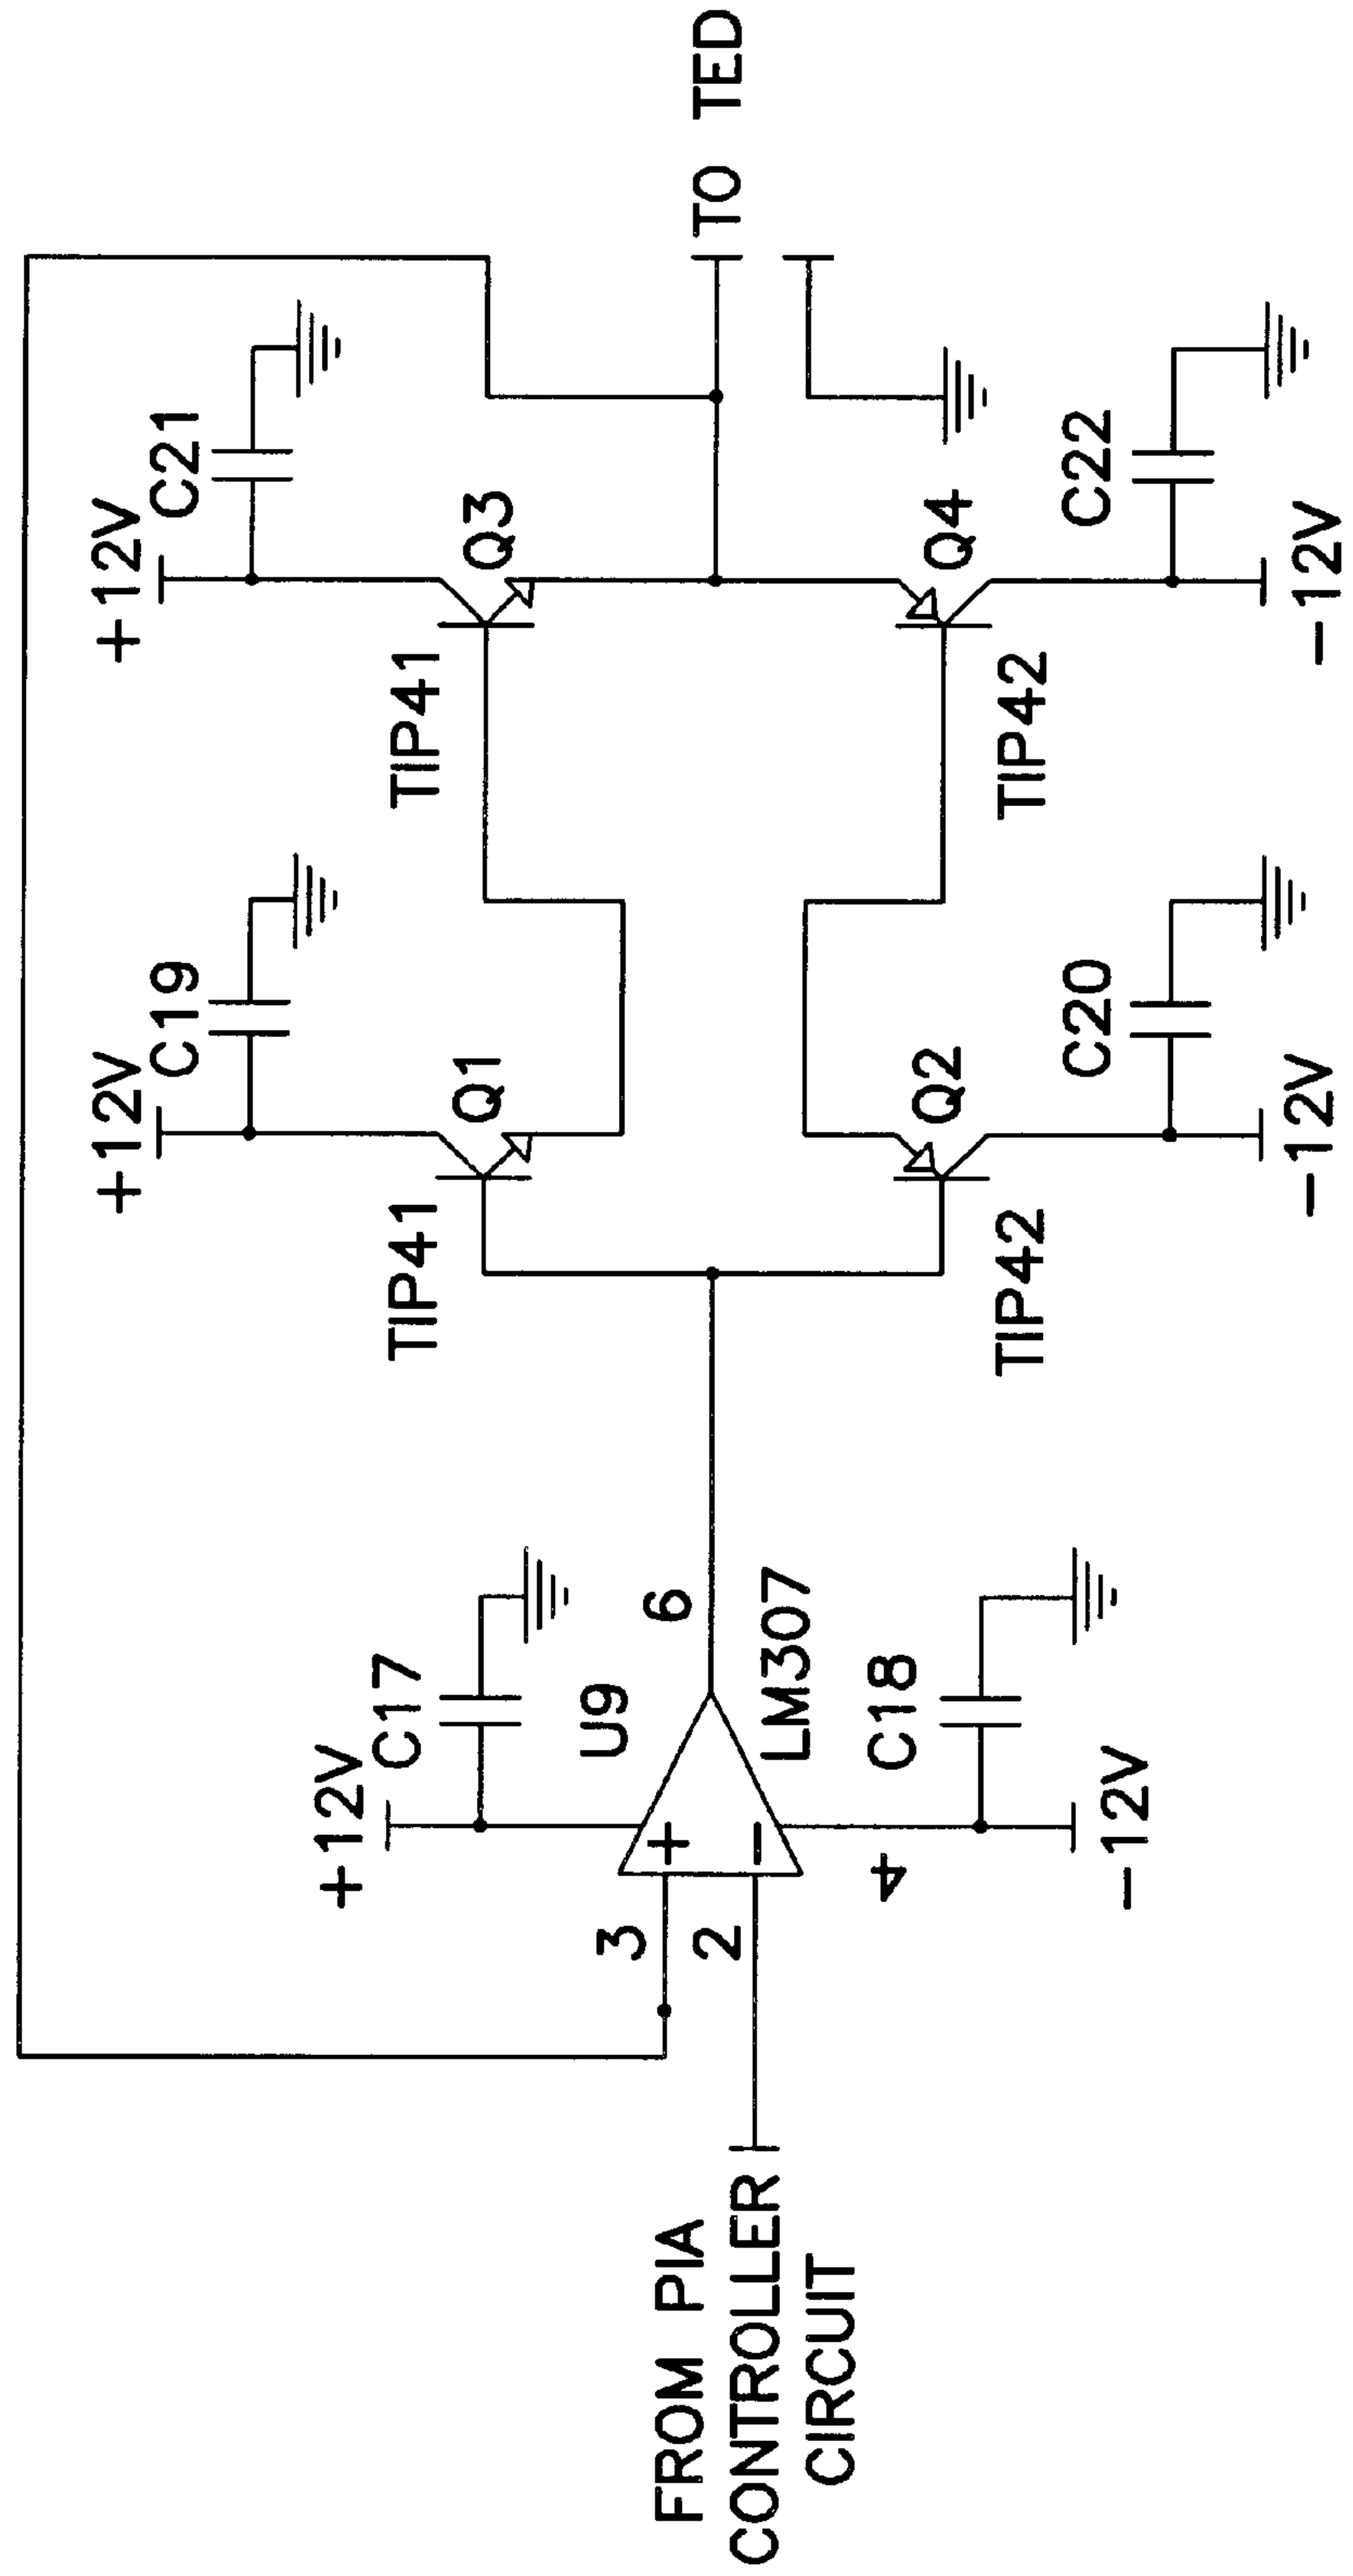 +12V
C19
+12V
C21
+12V
C17
TIP41
Q1
TIP41
Q3
U9
6
3
+
2
-
LM307
4
C18
-12V
FROM PIA
CONTROLLER
CIRCUIT
TO TED
TIP42
Q2
C20
-12V
TIP42
Q4
C22
-12V